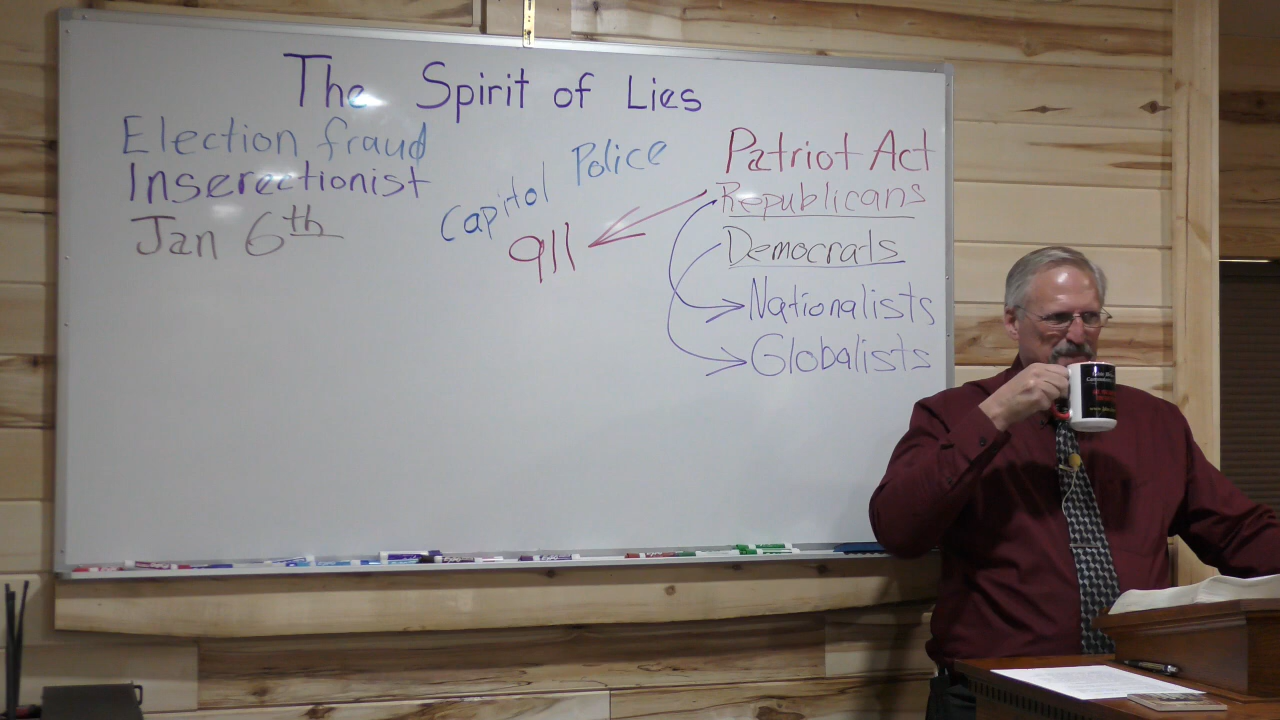 The Spirit of Lies
Election fraud
Inserectionist
Jan 6th
Capitol Police
911
Patriot Act
Republicans
Democrats
Nationalists
Globalists